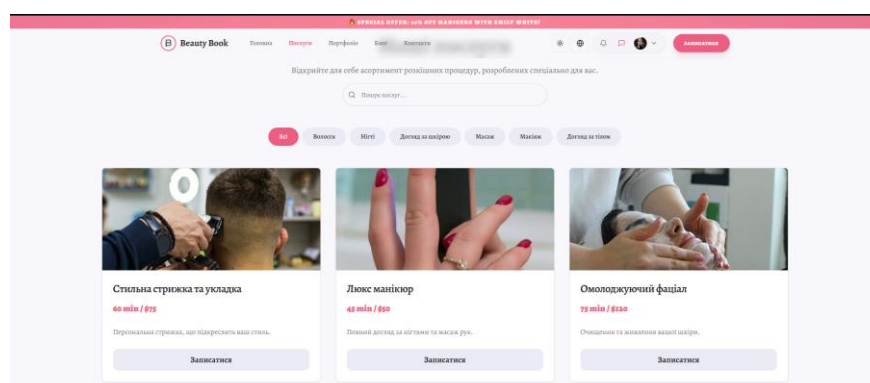 🔥 SPECIAL OFFER: 20% OFF MANICURE WITH EMILY WHITE!
B Beauty Book Головна Послуги Портфоліо Блог Контакти ЗАПИСАТИСЯ
Відкрийте для себе асортимент розкішних процедур, розроблених спеціально для вас.
Пошук послуг...
Всі Волосся Нігті Догляд за шкірою Масаж Макіяж Догляд за тілом
Стильна стрижка та укладка Люкс манікюр Омолоджуючий фаціал
60 min / $75 45 min / $50 75 min / $120
Персональна стрижка, що підкреслить ваш стиль. Повний догляд за нігтями та масаж рук. Очищення та живлення вашої шкіри.
Записатися Записатися Записатися